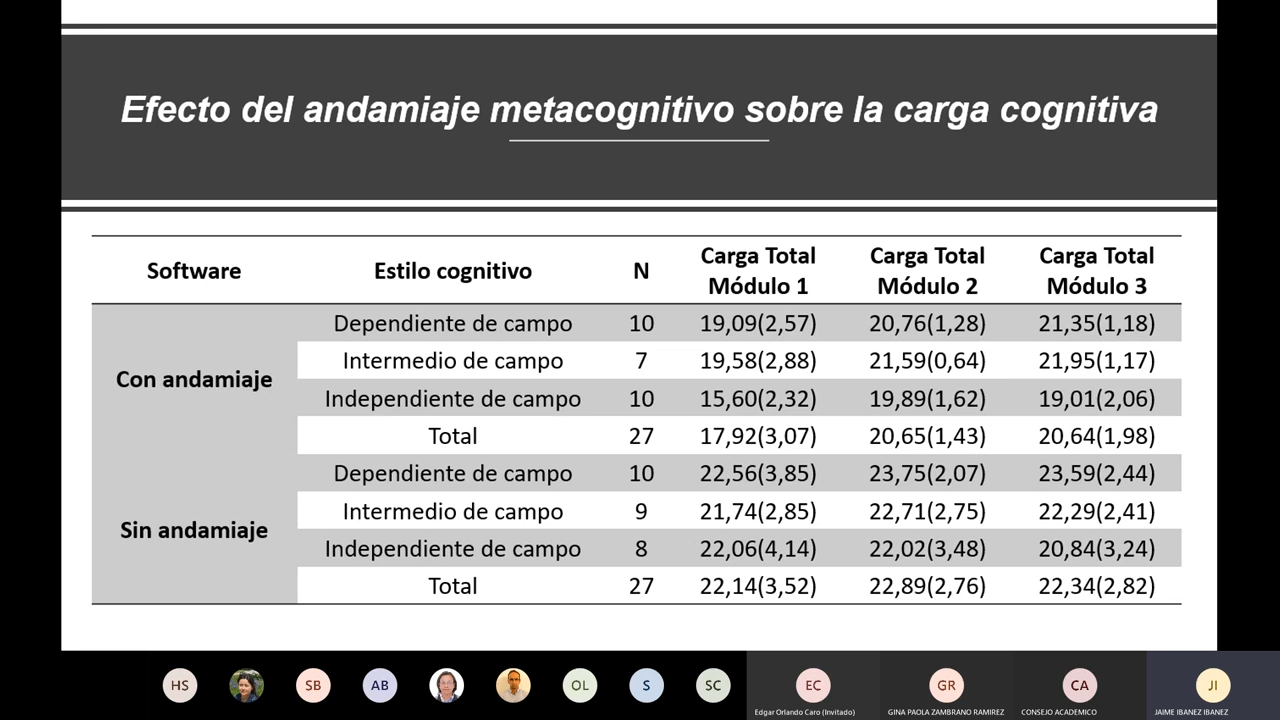 Efecto del andamiaje metacognitivo sobre la carga cognitiva
Software Estilo cognitivo N Carga Total Módulo 1 Carga Total Módulo 2 Carga Total Módulo 3
Con andamiaje
Dependiente de campo 10 19,09(2,57) 20,76(1,28) 21,35(1,18)
Intermedio de campo 7 19,58(2,88) 21,59(0,64) 21,95(1,17)
Independiente de campo 10 15,60(2,32) 19,89(1,62) 19,01(2,06)
Total 27 17,92(3,07) 20,65(1,43) 20,64(1,98)
Sin andamiaje
Dependiente de campo 10 22,56(3,85) 23,75(2,07) 23,59(2,44)
Intermedio de campo 9 21,74(2,85) 22,71(2,75) 22,29(2,41)
Independiente de campo 8 22,06(4,14) 22,02(3,48) 20,84(3,24)
Total 27 22,14(3,52) 22,89(2,76) 22,34(2,82)
HS SB AB OL S SC EC GR CA JI
Edgar Orlando Caro (Invitado) GINA PAOLA ZAMBRANO RAMIREZ CONSEJO ACADEMICO JAIME IBANEZ IBANEZ